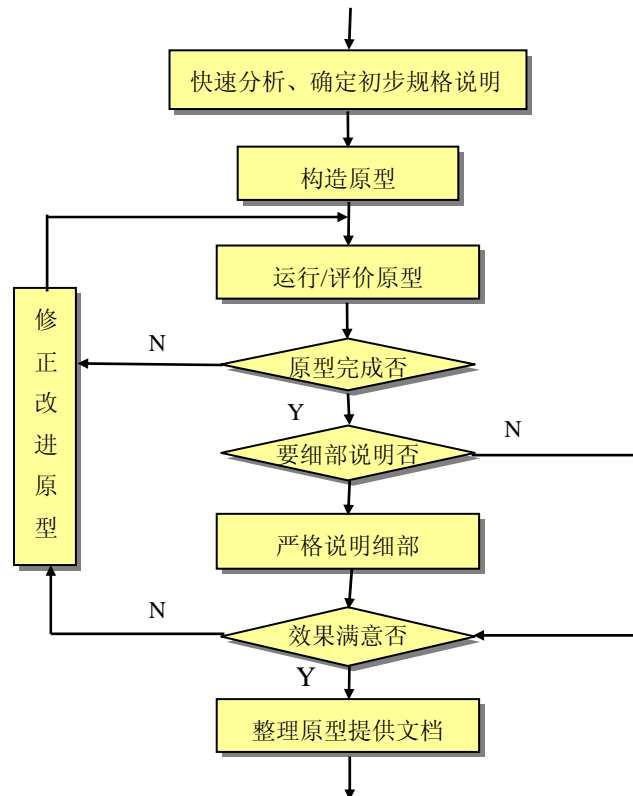 快速分析、确定初步规格说明
构造原型
运行/评价原型
修
正
改
进
原
型
N
原型完成否
Y
N
要细部说明否
严格说明细部
N
效果满意否
Y
整理原型提供文档